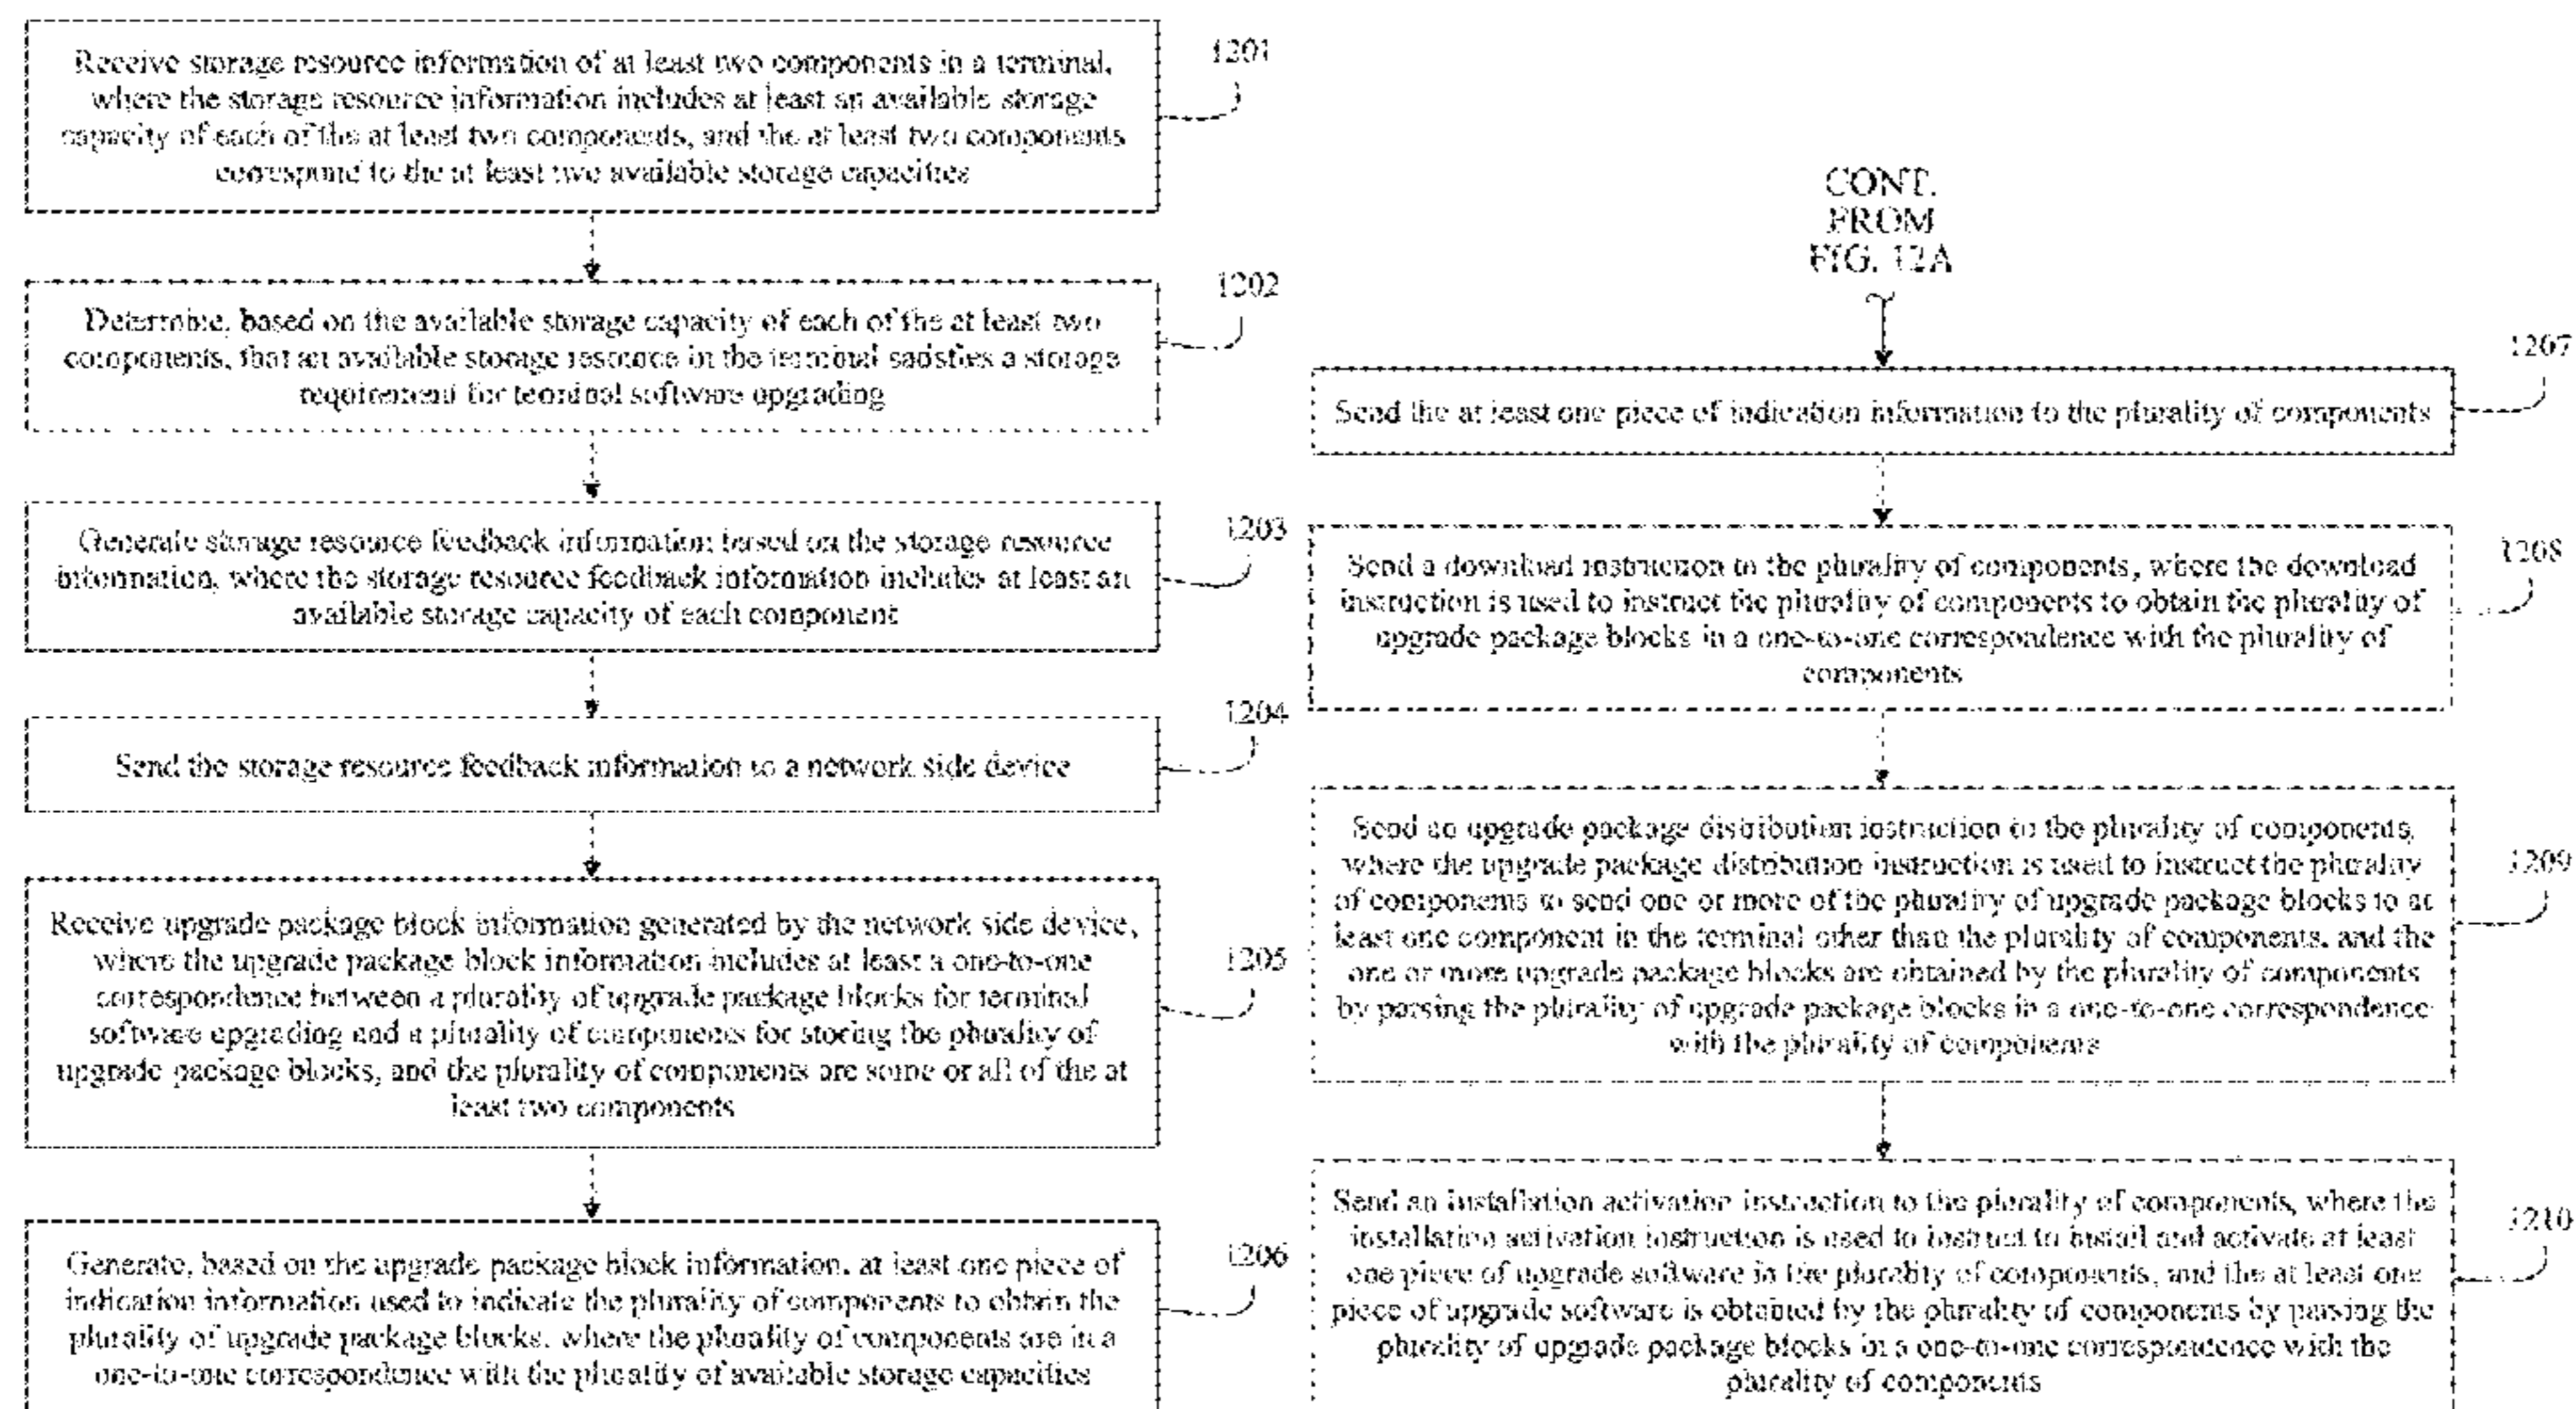 Receive storage resource information of at least two components in a terminal,
where the storage resource information includes at least an available storage
capacity of each of the at least two components, and the at least two components
correspond to the at least two available storage capacities
1201
Determine, based on the available storage capacity of each of the at least two
components, that an available storage resource in the terminal satisfies a storage
requirement for terminal software upgrading
1202
Generate storage resource feedback information based on the storage resource
information, where the storage resource feedback information includes at least an
available storage capacity of each component
1203
Send the storage resource feedback information to a network side device
1204
Receive upgrade package block information generated by the network side device,
where the upgrade package block information includes at least a one-to-one
correspondence between a plurality of upgrade package blocks for terminal
software upgrading and a plurality of components for storing the plurality of
upgrade package blocks, and the plurality of components are some or all of the at
least two components
1205
Generate, based on the upgrade package block information, at least one piece of
indication information used to indicate the plurality of components to obtain the
plurality of upgrade package blocks, where the plurality of components are in a
one-to-one correspondence with the plurality of available storage capacities
1206
CONT.
FROM
FIG. 12A
Send the at least one piece of indication information to the plurality of components
1207
Send a download instruction to the plurality of components, where the download
instruction is used to instruct the plurality of components to obtain the plurality of
upgrade package blocks in a one-to-one correspondence with the plurality of
components
1208
Send an upgrade package distribution instruction to the plurality of components,
where the upgrade package distribution instruction is used to instruct the plurality
of components to send one or more of the plurality of upgrade package blocks to at
least one component in the terminal other than the plurality of components, and the
one or more upgrade package blocks are obtained by the plurality of components
by parsing the plurality of upgrade package blocks in a one-to-one correspondence
with the plurality of components
1209
Send an installation activation instruction to the plurality of components, where the
installation activation instruction is used to instruct to install and activate at least
one piece of upgrade software in the plurality of components, and the at least one
piece of upgrade software is obtained by the plurality of components by parsing the
plurality of upgrade package blocks in a one-to-one correspondence with the
plurality of components
1210